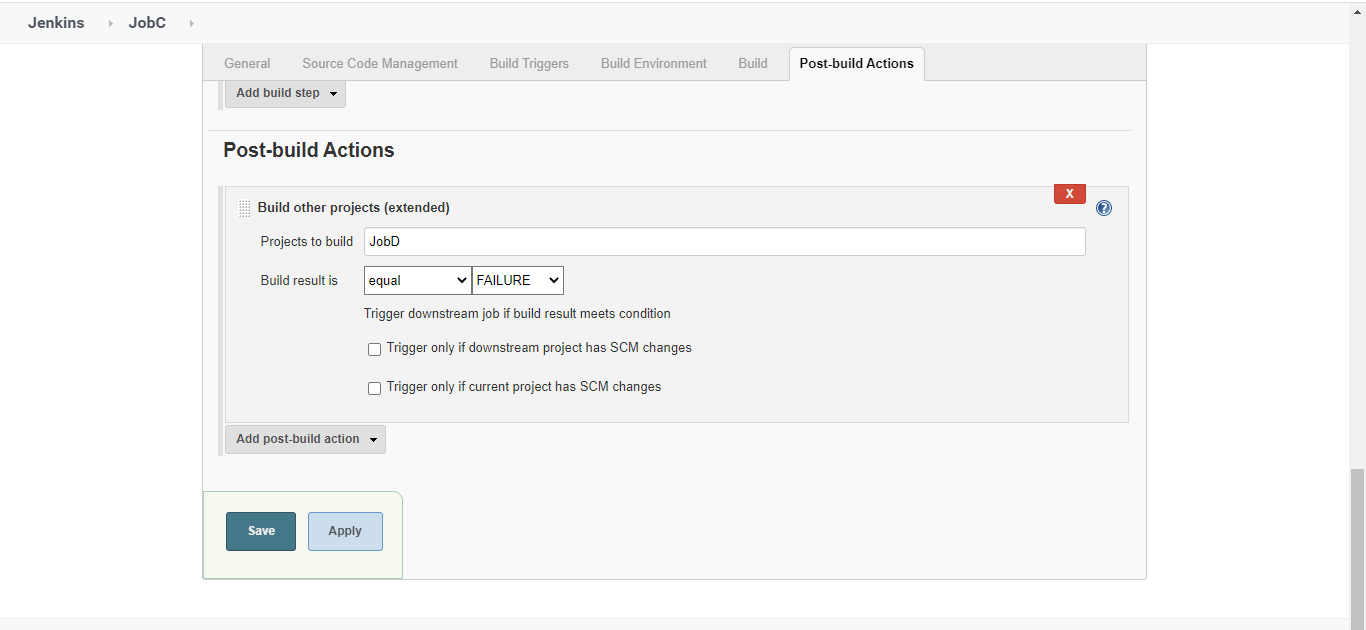 Jenkins JobC
General Source Code Management Build Triggers Build Environment Build Post-build Actions
Add build step
Post-build Actions
X
Build other projects (extended)
?
Projects to build JobD
Build result is equal FAILURE
Trigger downstream job if build result meets condition
Trigger only if downstream project has SCM changes
Trigger only if current project has SCM changes
Add post-build action
Save Apply